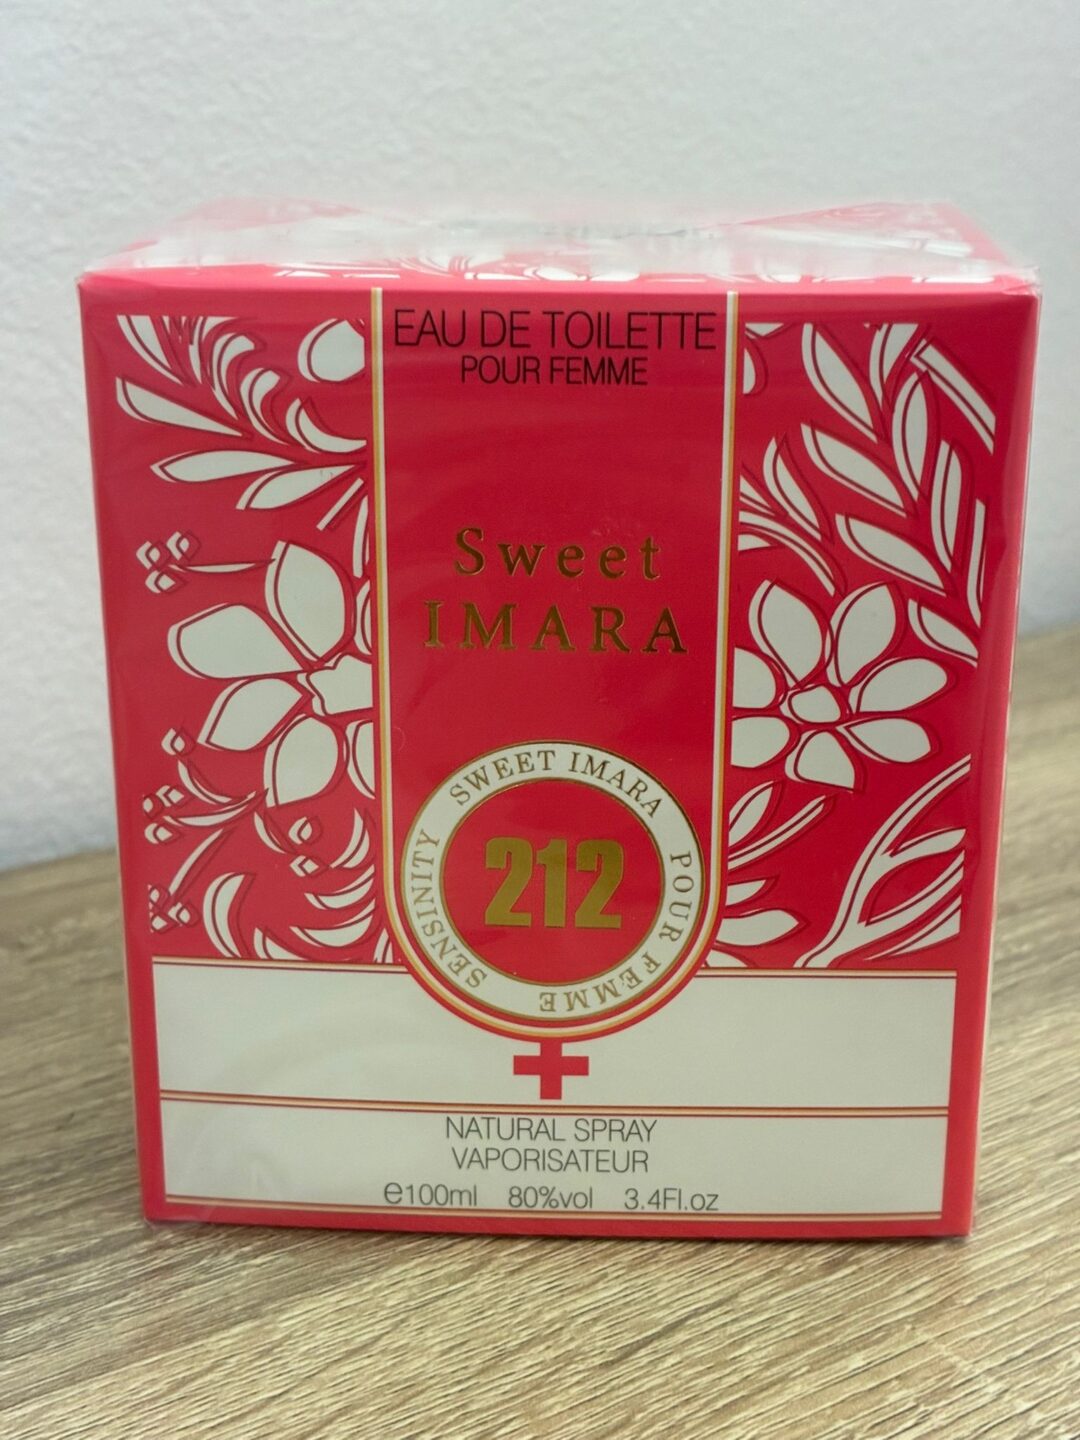 EAU DE TOILETTE
POUR FEMME
Sweet
IMARA
SWEET IMARA POUR FEMME SENSINITY
212
NATURAL SPRAY
VAPORISATEUR
℮100ml 80%vol 3.4Fl.oz